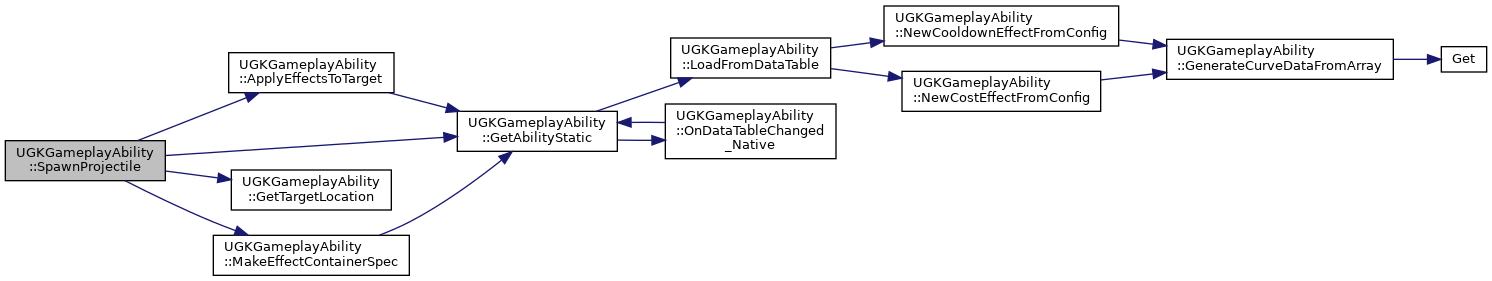 UGKGameplayAbility
::SpawnProjectile
UGKGameplayAbility
::ApplyEffectsToTarget
UGKGameplayAbility
::GetTargetLocation
UGKGameplayAbility
::MakeEffectContainerSpec
UGKGameplayAbility
::GetAbilityStatic
UGKGameplayAbility
::LoadFromDataTable
UGKGameplayAbility
::OnDataTableChanged
_Native
UGKGameplayAbility
::NewCooldownEffectFromConfig
UGKGameplayAbility
::NewCostEffectFromConfig
UGKGameplayAbility
::GenerateCurveDataFromArray
Get